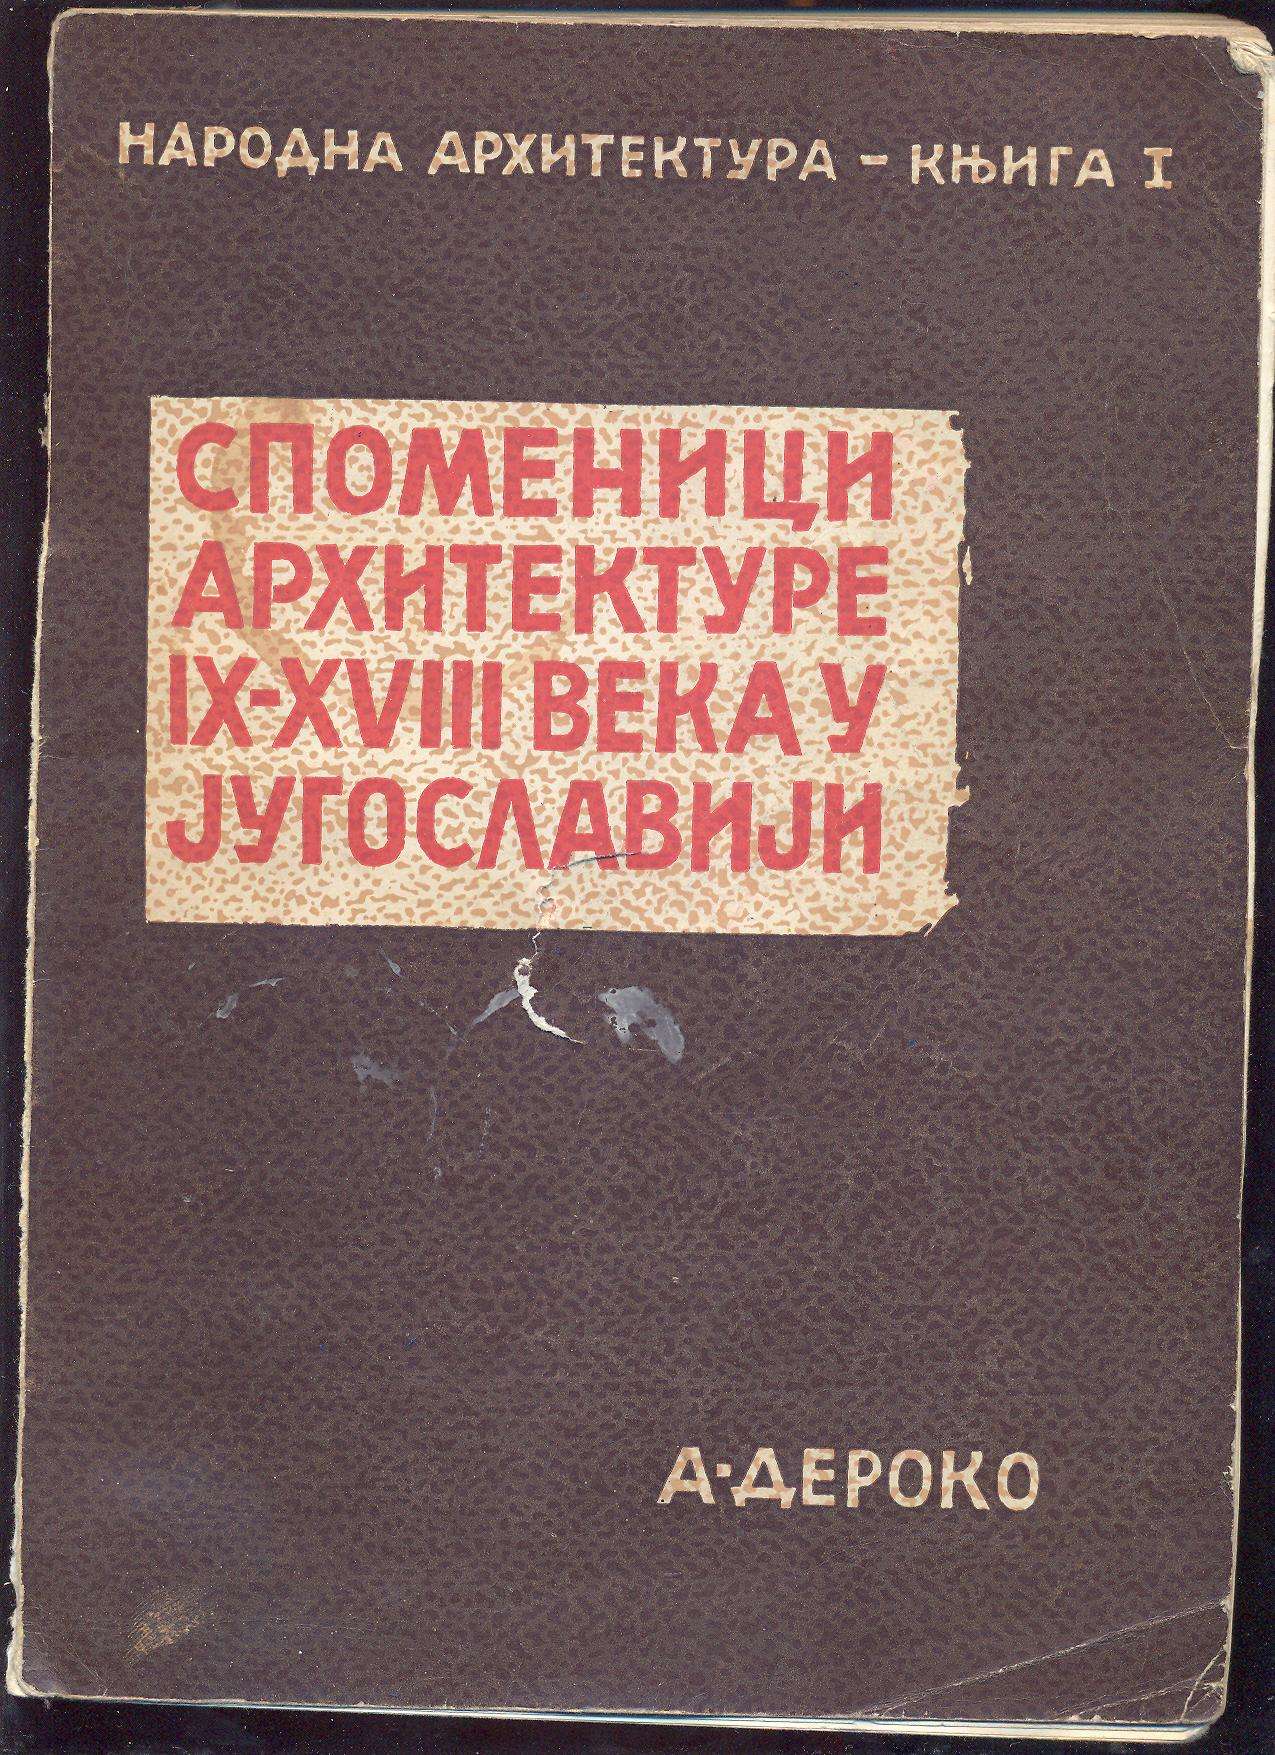 НАРОДНА АРХИТЕКТУРА - КЊИГА I
СПОМЕНИЦИ
АРХИТЕКТУРЕ
IX-XVIII ВЕКА У
ЈУГОСЛАВИЈИ
А·ДЕРОКО